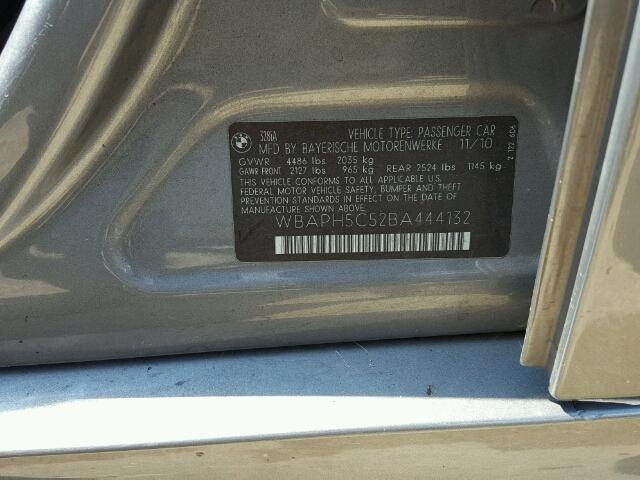 328iA VEHICLE TYPE: PASSENGER CAR
MFD BY BAYERISCHE MOTORENWERKE 11/10
GVWR 4486 lbs 2035 kg
GAWR FRONT 2127 lbs 965 kg REAR 2524 lbs 1145 kg
THIS VEHICLE CONFORMS TO ALL APPLICABLE U.S.
FEDERAL MOTOR VEHICLE SAFETY, BUMPER AND THEFT
PREVENTION STANDARDS IN EFFECT ON THE DATE OF
MANUFACTURE SHOWN ABOVE.
WBAPH5C52BA444132